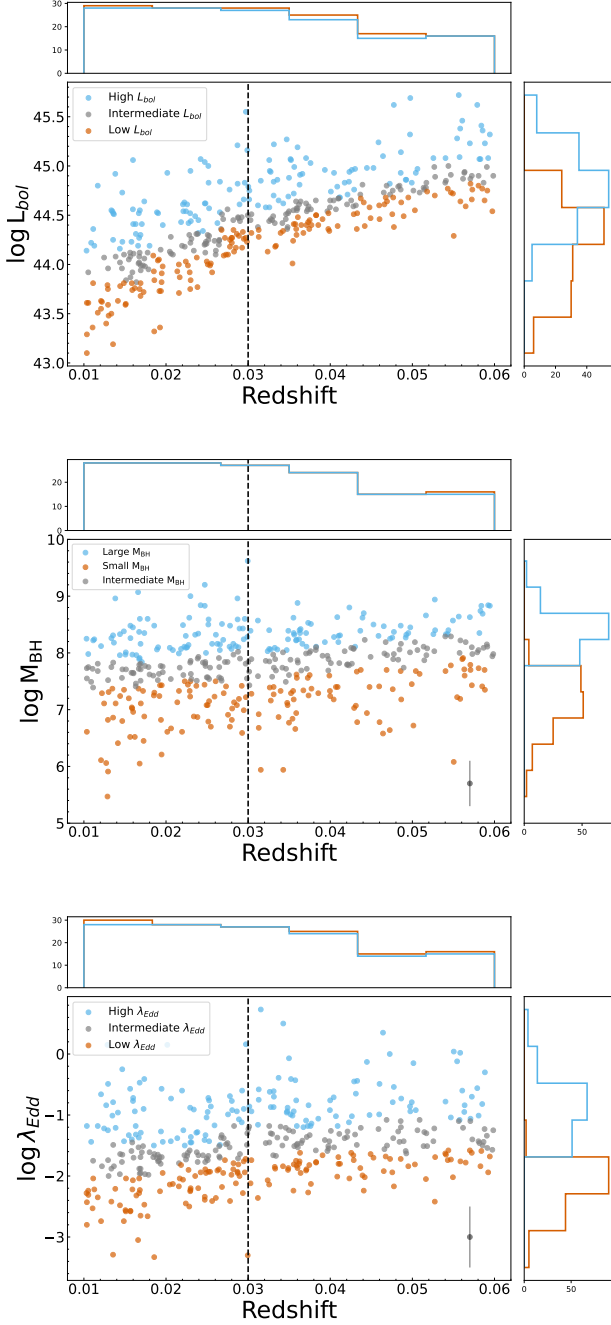 30
20
10
0
High L_bol
Intermediate L_bol
Low L_bol
45.5
45.0
44.5
44.0
43.5
43.0
log L_bol
0.01 0.02 0.03 0.04 0.05 0.06
Redshift
0 20 40
20
10
0
Large M_BH
Small M_BH
Intermediate M_BH
10
9
8
7
6
5
log M_BH
0.01 0.02 0.03 0.04 0.05 0.06
Redshift
0 50
30
20
10
0
High λ_Edd
Intermediate λ_Edd
Low λ_Edd
0
−1
−2
−3
log λ_Edd
0.01 0.02 0.03 0.04 0.05 0.06
Redshift
0 50